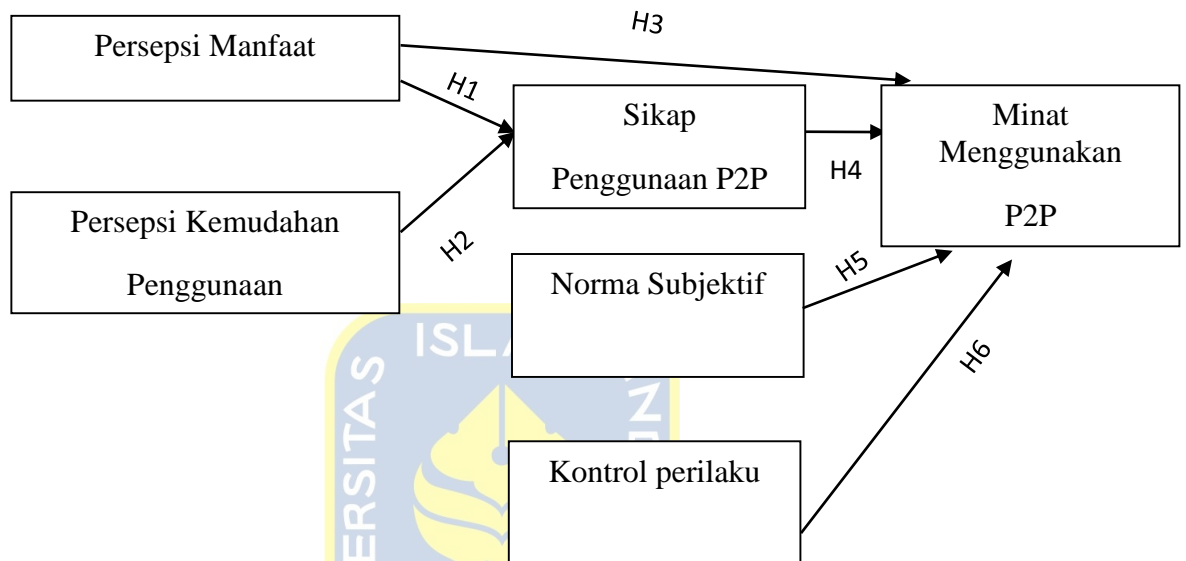 Persepsi Manfaat
H3
H1
Sikap
Penggunaan P2P
H4
Minat
Menggunakan
P2P
Persepsi Kemudahan
Penggunaan
H2
Norma Subjektif
H5
Kontrol perilaku
H6
ISL
ERSITAS